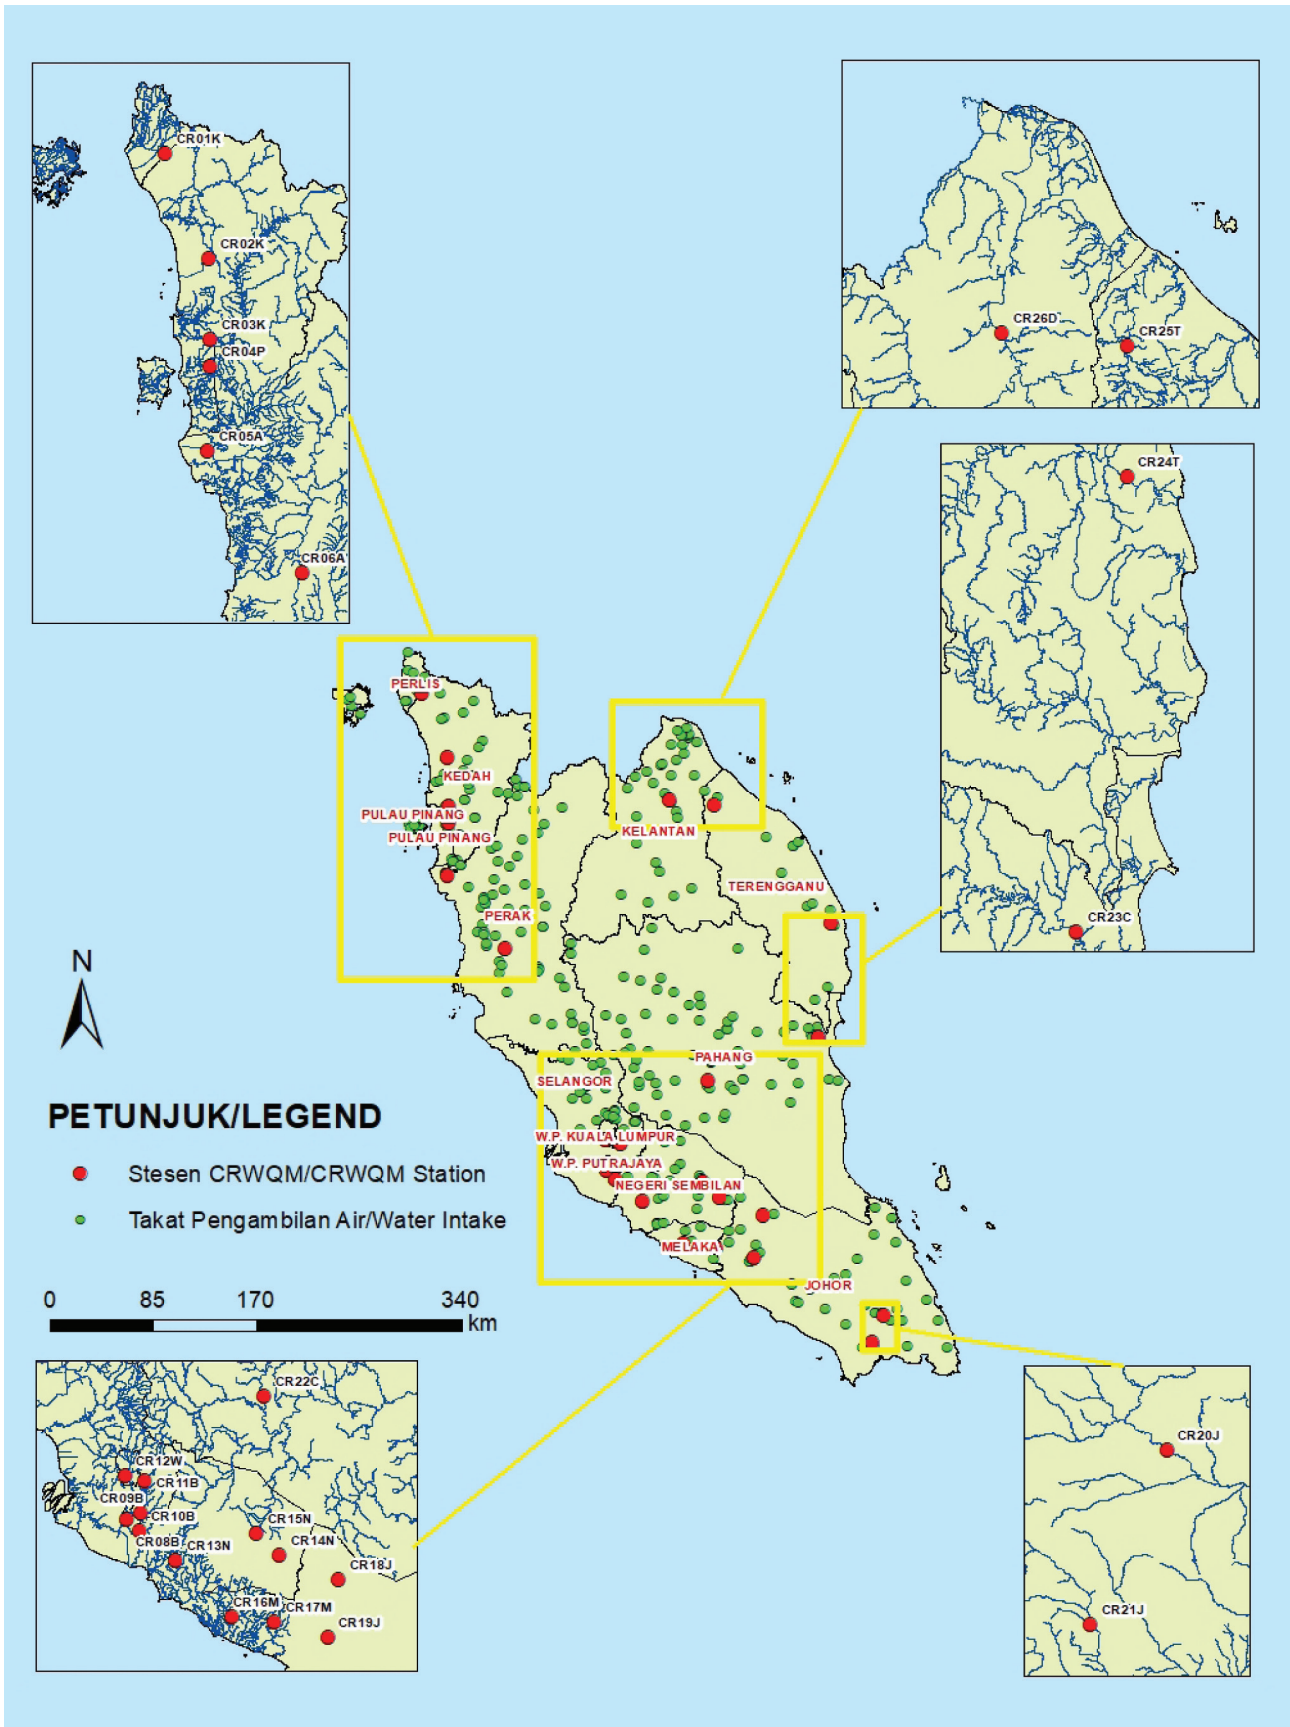 CR01K
CR02K
CR03K
CR04P
CR05A
CR06A
CR26D
CR25T
CR24T
CR23C
PERLIS
KEDAH
PULAU PINANG
PULAU PINANG
PERAK
KELANTAN
TERENGGANU
PAHANG
SELANGOR
W.P. KUALA LUMPUR
W.P. PUTRAJAYA
NEGERI SEMBILAN
MELAKA
JOHOR
N
PETUNJUK/LEGEND
Stesen CRWQM/CRWQM Station
Takat Pengambilan Air/Water Intake
0 85 170 340
km
CR22C
CR12W
CR11B
CR09B
CR10B
CR08B
CR13N
CR15N
CR14N
CR18J
CR16M
CR17M
CR19J
CR20J
CR21J